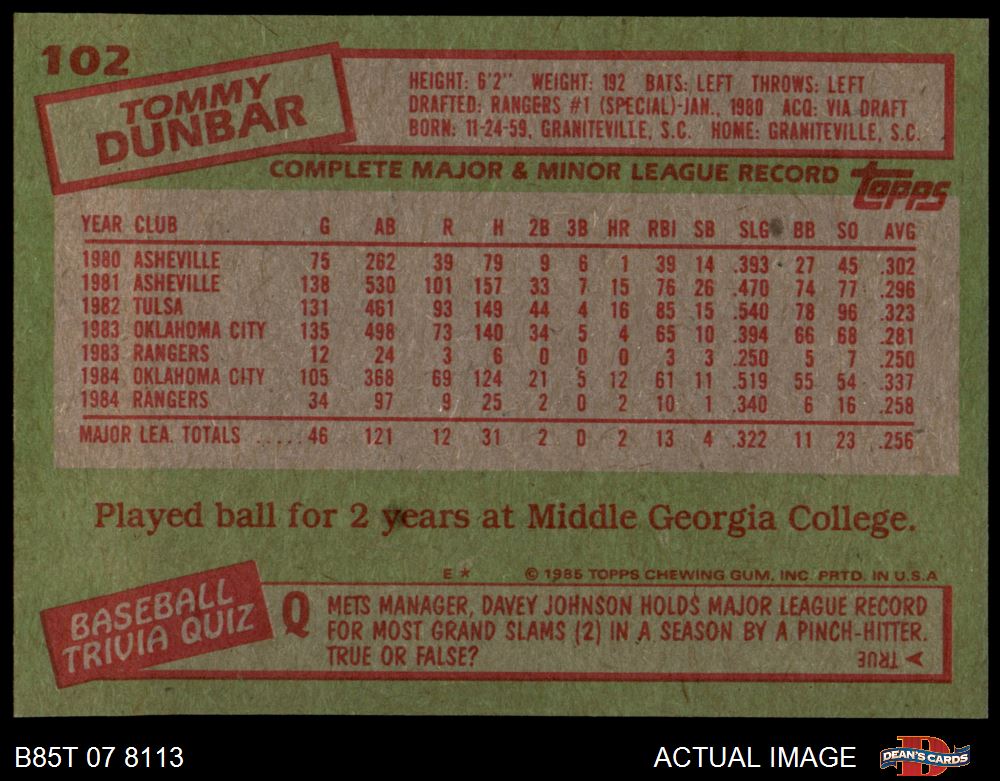 102
TOMMY
DUNBAR
HEIGHT: 6'2" WEIGHT: 192 BATS: LEFT THROWS: LEFT
DRAFTED: RANGERS #1 (SPECIAL)-JAN., 1980 ACQ: VIA DRAFT
BORN: 11-24-59, GRANITEVILLE, S.C. HOME: GRANITEVILLE, S.C.
COMPLETE MAJOR & MINOR LEAGUE RECORD
topps
YEAR CLUB G AB R H 2B 3B HR RBI SB SLG BB SO AVG
1980 ASHEVILLE 75 262 39 79 9 6 1 39 14 .393 27 45 .302
1981 ASHEVILLE 138 530 101 157 33 7 15 76 26 .470 74 77 .296
1982 TULSA 131 461 93 149 44 4 16 85 15 .540 78 96 .323
1983 OKLAHOMA CITY 135 498 73 140 34 5 4 65 10 .394 66 68 .281
1983 RANGERS 12 24 3 6 0 0 0 3 3 .250 5 7 .250
1984 OKLAHOMA CITY 105 368 69 124 21 5 12 61 11 .519 55 54 .337
1984 RANGERS 34 97 9 25 2 0 2 10 1 .340 6 16 .258
MAJOR LEA. TOTALS .....46 121 12 31 2 0 2 13 4 .322 11 23 .256
Played ball for 2 years at Middle Georgia College.
E * © 1985 TOPPS CHEWING GUM, INC. PRTD. IN U.S.A
BASEBALL
TRIVIA QUIZ
Q METS MANAGER, DAVEY JOHNSON HOLDS MAJOR LEAGUE RECORD
FOR MOST GRAND SLAMS (2) IN A SEASON BY A PINCH-HITTER.
TRUE OR FALSE?
TRUE
B85T 07 8113
ACTUAL IMAGE
DEAN'S CARDS